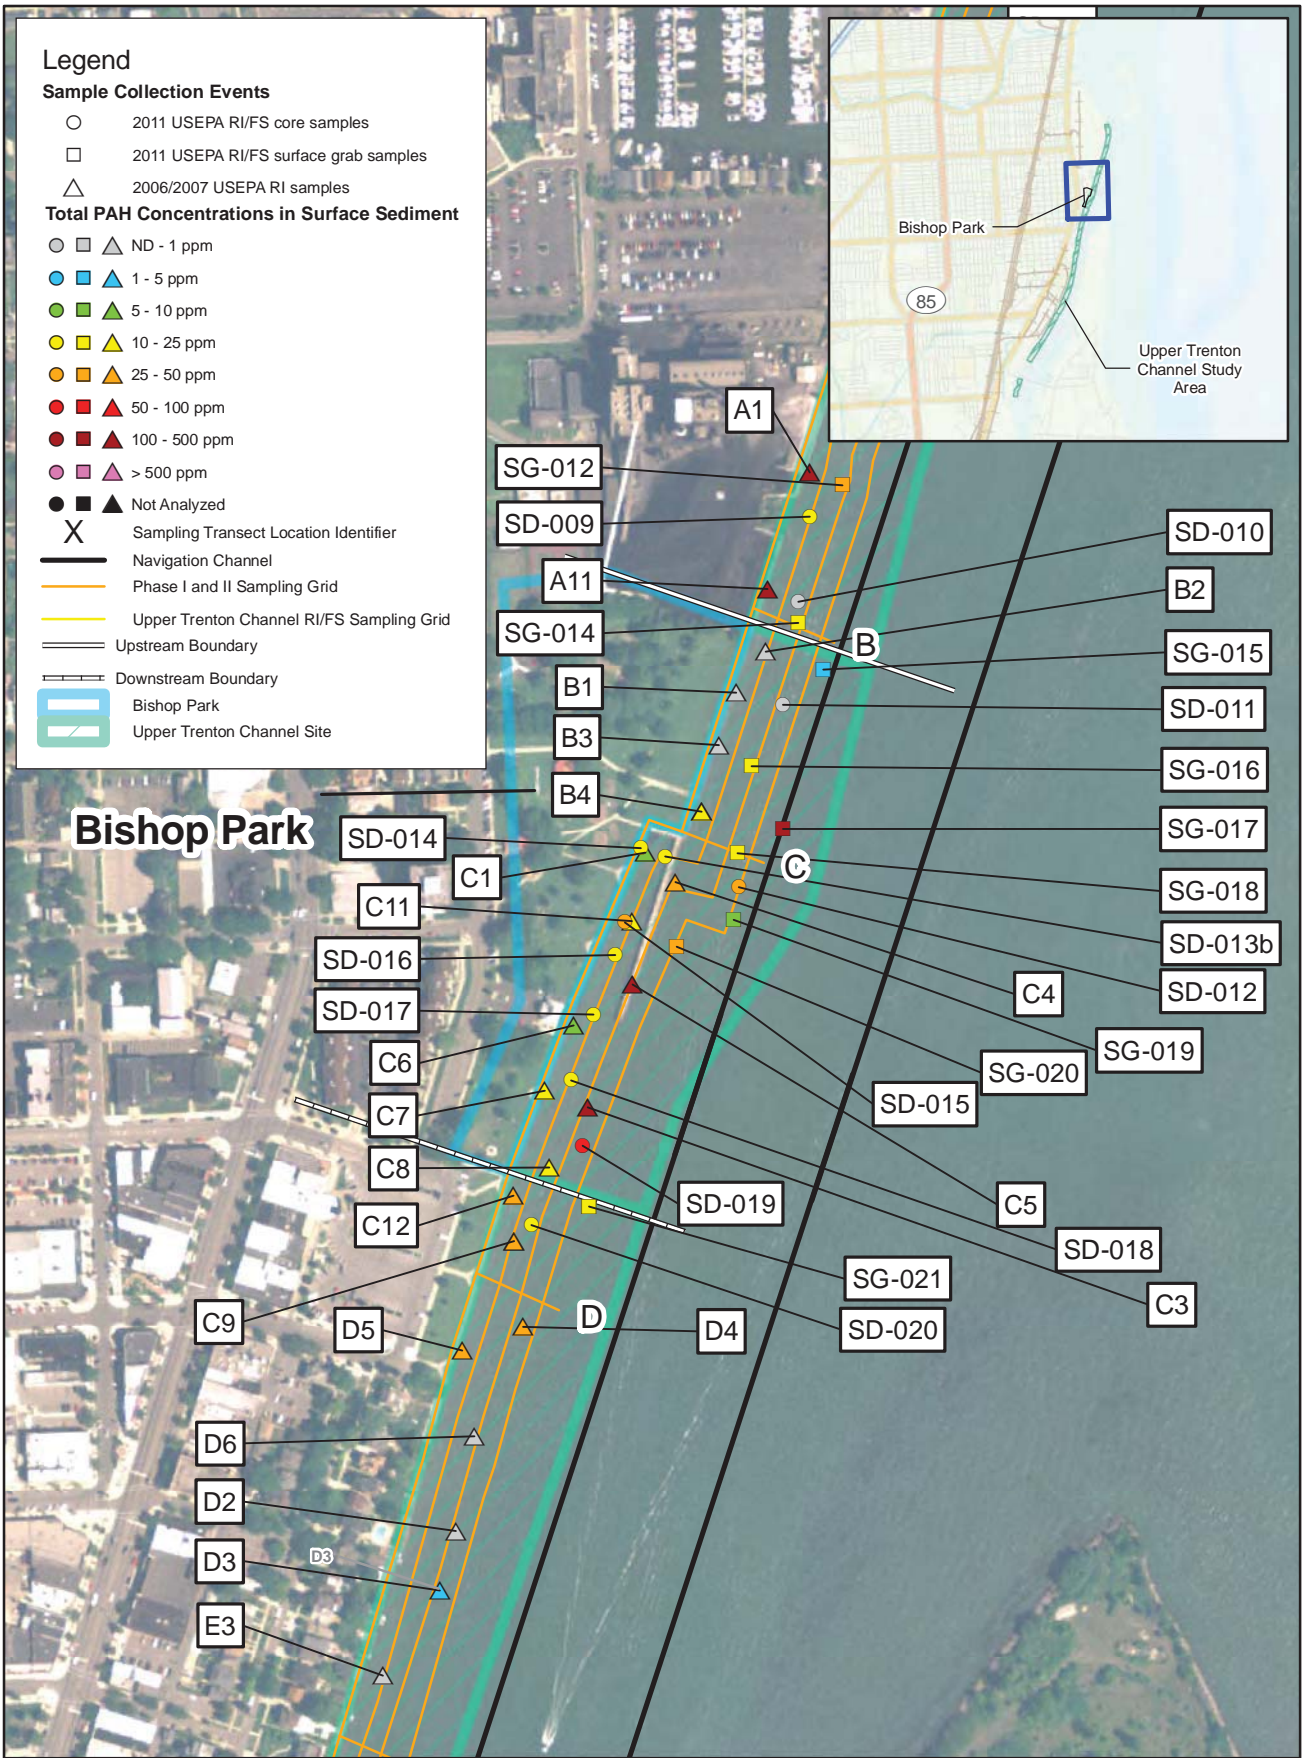 Legend
Sample Collection Events
2011 USEPA RI/FS core samples
2011 USEPA RI/FS surface grab samples
2006/2007 USEPA RI samples
Total PAH Concentrations in Surface Sediment
ND - 1 ppm
1 - 5 ppm
5 - 10 ppm
10 - 25 ppm
25 - 50 ppm
50 - 100 ppm
100 - 500 ppm
> 500 ppm
Not Analyzed
X Sampling Transect Location Identifier
Navigation Channel
Phase I and II Sampling Grid
Upper Trenton Channel RI/FS Sampling Grid
Upstream Boundary
Downstream Boundary
Bishop Park
Upper Trenton Channel Site
Bishop Park
85
Upper Trenton
Channel Study
Area
A1
SG-012
SD-009
A11
SG-014
B1
B3
B4
Bishop Park
SD-014
C1
C11
SD-016
SD-017
C6
C7
C8
C12
C9
D5
D6
D2
D3
D3
E3
B
C
D
SD-010
B2
SG-015
SD-011
SG-016
SG-017
SG-018
SD-013b
SD-012
C4
SG-019
SG-020
SD-015
C5
SD-019
SD-018
SG-021
C3
SD-020
D4